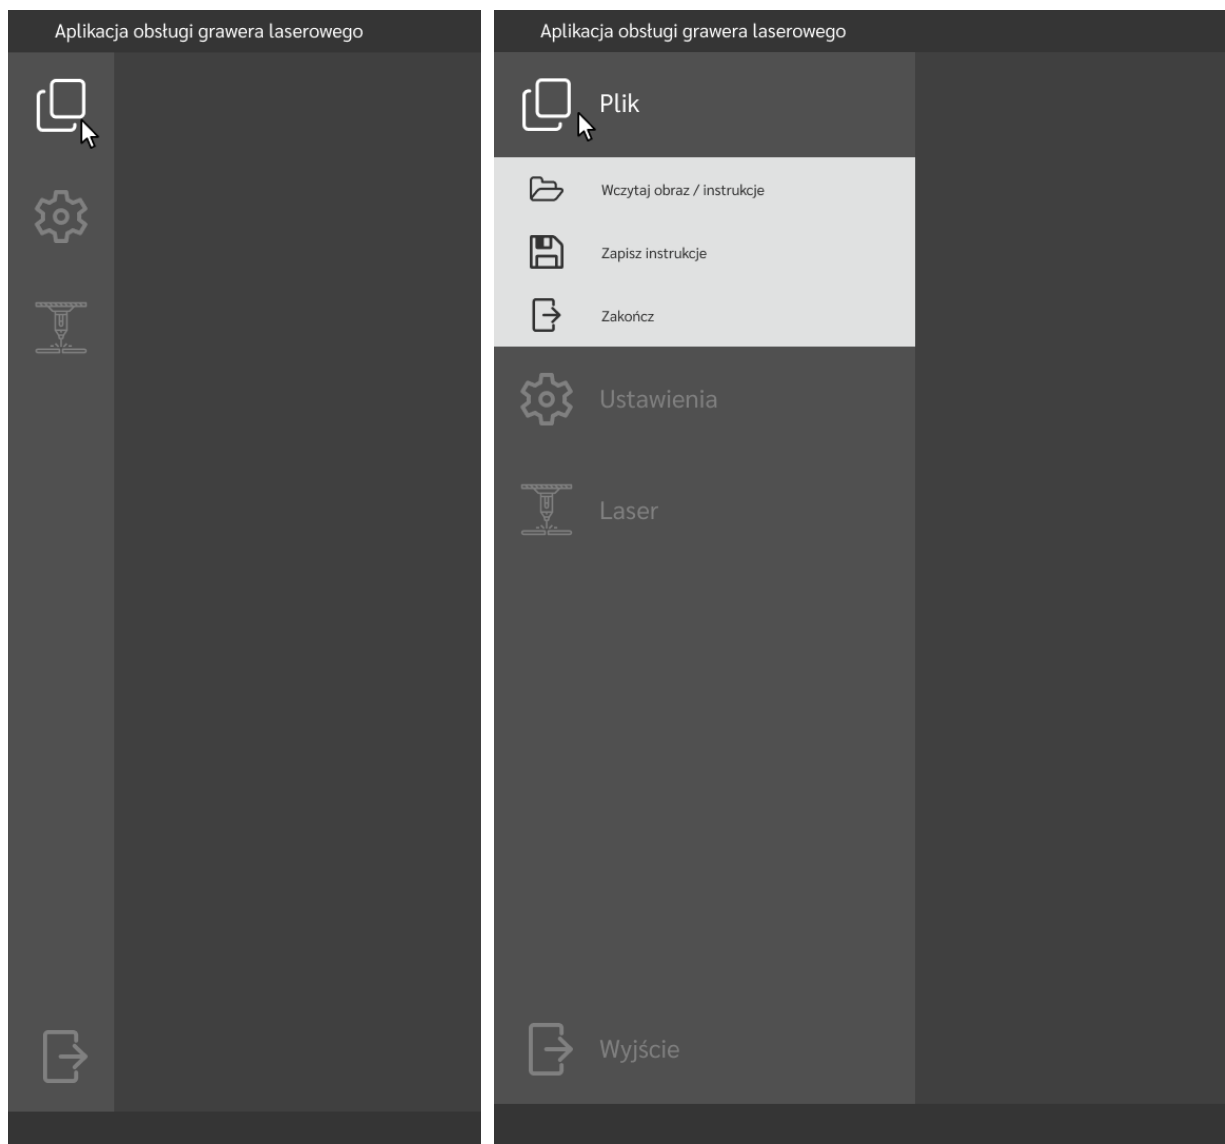 Aplikacja obsługi grawera laserowego
Aplikacja obsługi grawera laserowego
Plik
Wczytaj obraz / instrukcje
Zapisz instrukcje
Zakończ
Ustawienia
Laser
Wyjście